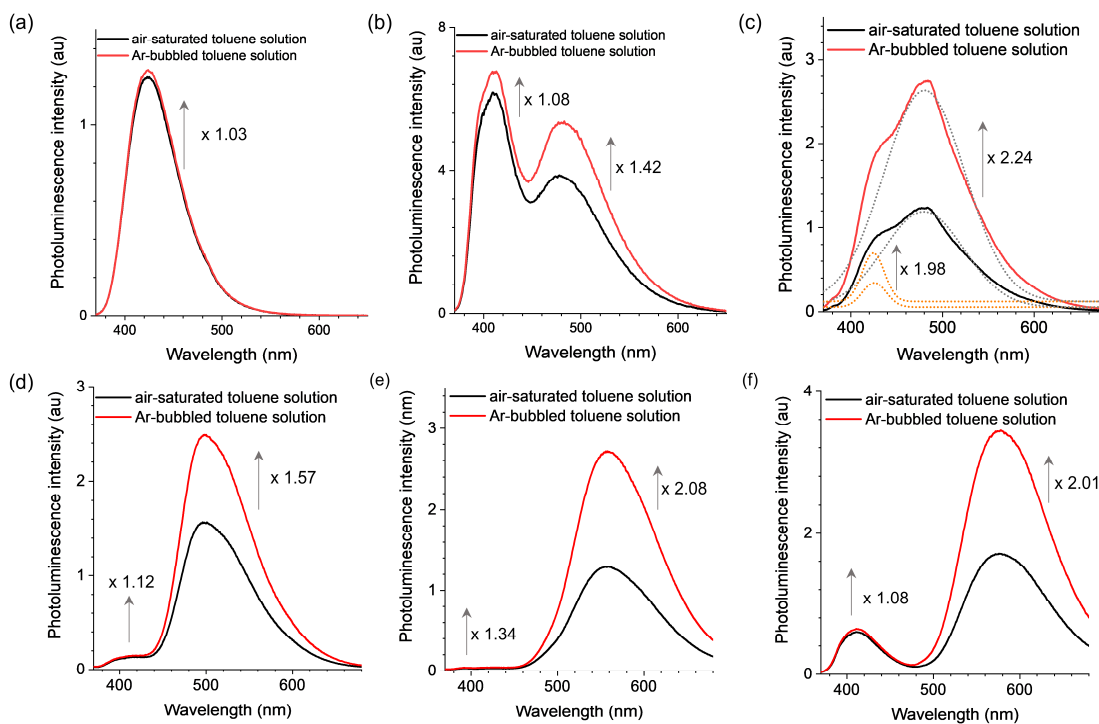 (a)
air-saturated toluene solution
Ar-bubbled toluene solution
x 1.03
Photoluminescence intensity (au)
0
1
400
500
600
Wavelength (nm)
(b)
air-saturated toluene solution
Ar-bubbled toluene solution
x 1.08
x 1.42
Photoluminescence intensity (au)
0
4
8
400
500
600
Wavelength (nm)
(c)
air-saturated toluene solution
Ar-bubbled toluene solution
x 2.24
x 1.98
Photoluminescence intensity (au)
0
1
2
3
400
500
600
Wavelength (nm)
(d)
air-saturated toluene solution
Ar-bubbled toluene solution
x 1.57
x 1.12
Photoluminescence intensity (au)
0
1
2
3
400
500
600
Wavelength (nm)
(e)
air-saturated toluene solution
Ar-bubbled toluene solution
x 2.08
x 1.34
Photoluminescence intensity (nm)
0
1
2
3
400
500
600
Wavelength (nm)
(f)
air-saturated toluene solution
Ar-bubbled toluene solution
x 2.01
x 1.08
Photoluminescence intensity (au)
0
2
4
400
500
600
Wavelength (nm)